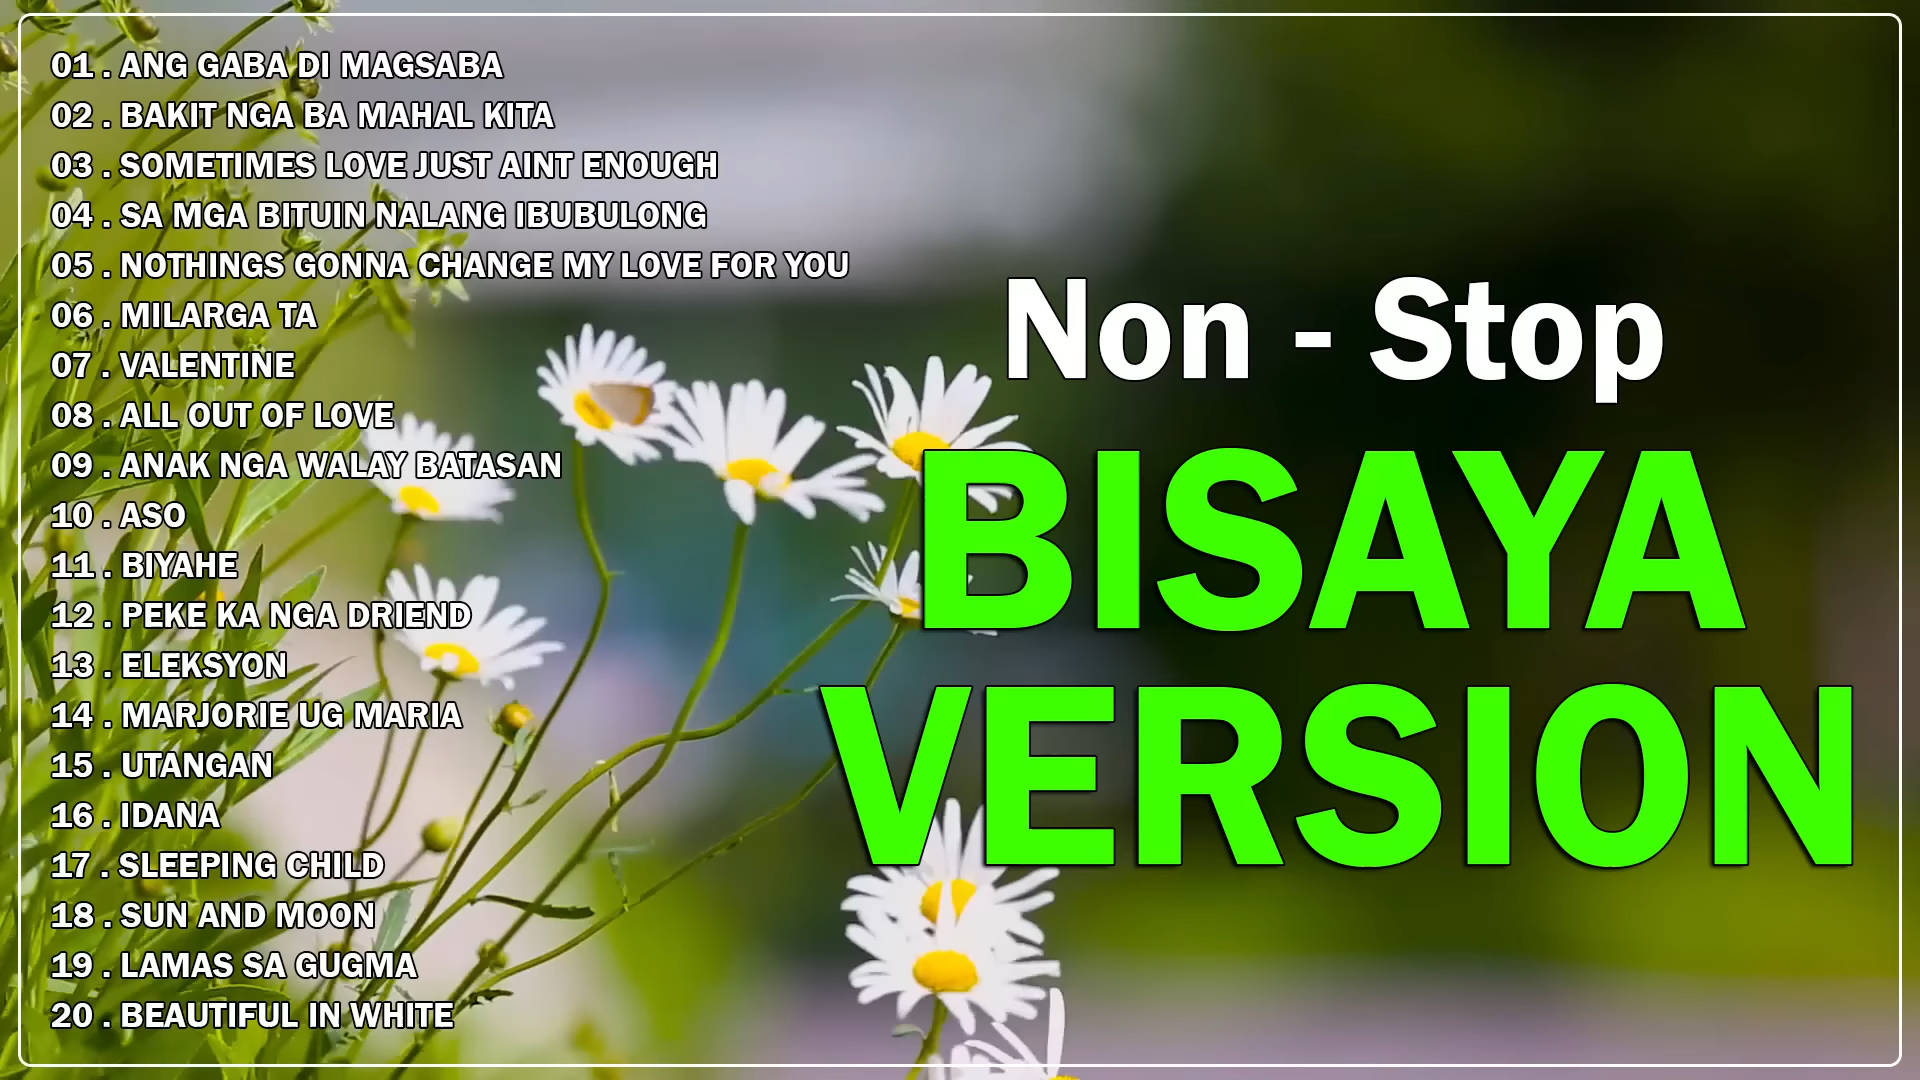 01 . ANG GABA DI MAGSABA
02 . BAKIT NGA BA MAHAL KITA
03 . SOMETIMES LOVE JUST AINT ENOUGH
04 . SA MGA BITUIN NALANG IBUBULONG
05 . NOTHINGS GONNA CHANGE MY LOVE FOR YOU
06 . MILARGA TA
07 . VALENTINE
08 . ALL OUT OF LOVE
09 . ANAK NGA WALAY BATASAN
10 . ASO
11 . BIYAHE
12 . PEKE KA NGA DRIEND
13 . ELEKSYON
14 . MARJORIE UG MARIA
15 . UTANGAN
16 . IDANA
17 . SLEEPING CHILD
18 . SUN AND MOON
19 . LAMAS SA GUGMA
20 . BEAUTIFUL IN WHITE
Non - Stop
BISAYA
VERSION